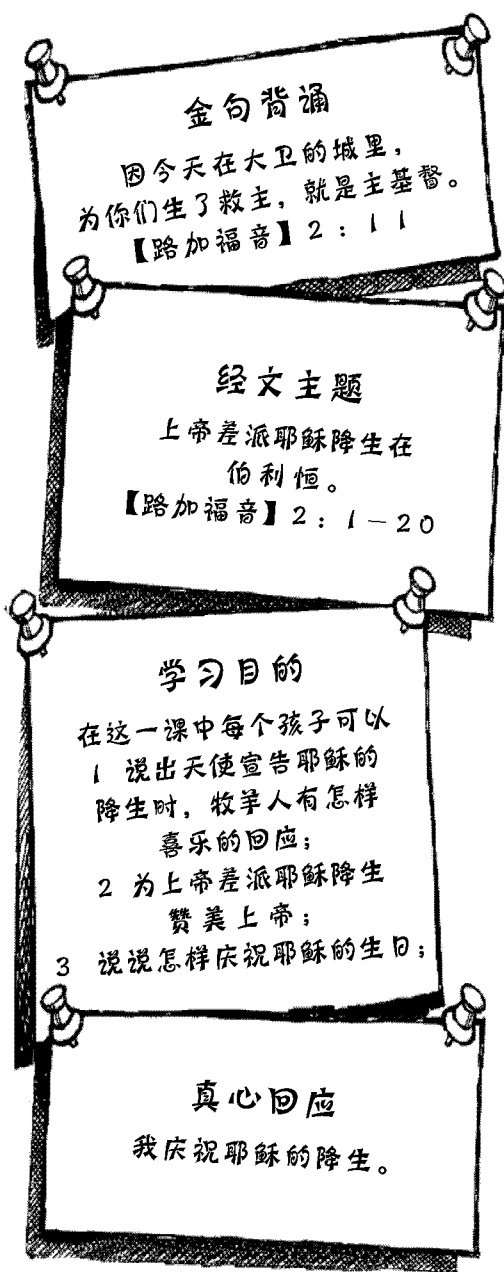 金句背诵
因今天在大卫的城里，
为你们生了救主，就是主基督。
【路加福音】2：11
经文主题
上帝差派耶稣降生在
伯利恒。
【路加福音】2：1-20
学习目的
在这一课中每个孩子可以
1 说出天使宣告耶稣的
降生时，牧羊人有怎样
喜乐的回应；
2 为上帝差派耶稣降生
赞美上帝；
3 说说怎样庆祝耶稣的生日；
真心回应
我庆祝耶稣的降生。